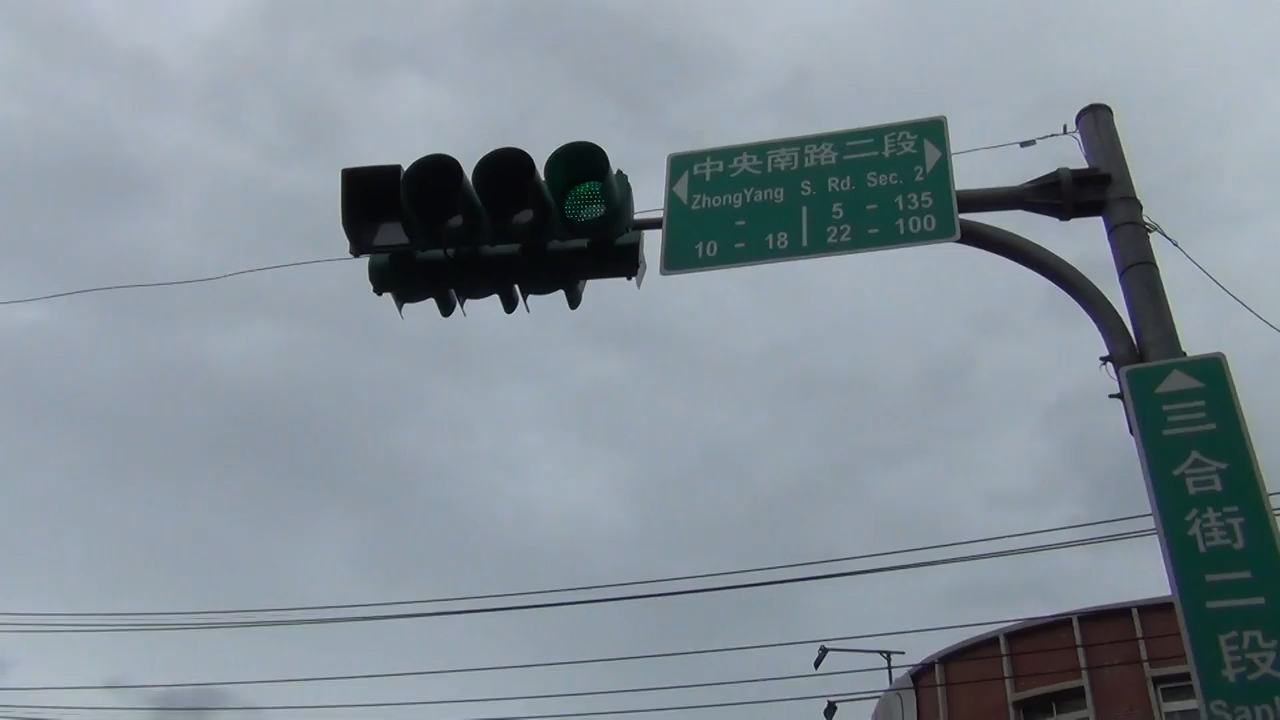 中央南路二段
ZhongYang S. Rd. Sec. 2
- 5 - 135
10 - 18 22 - 100
三合街二段